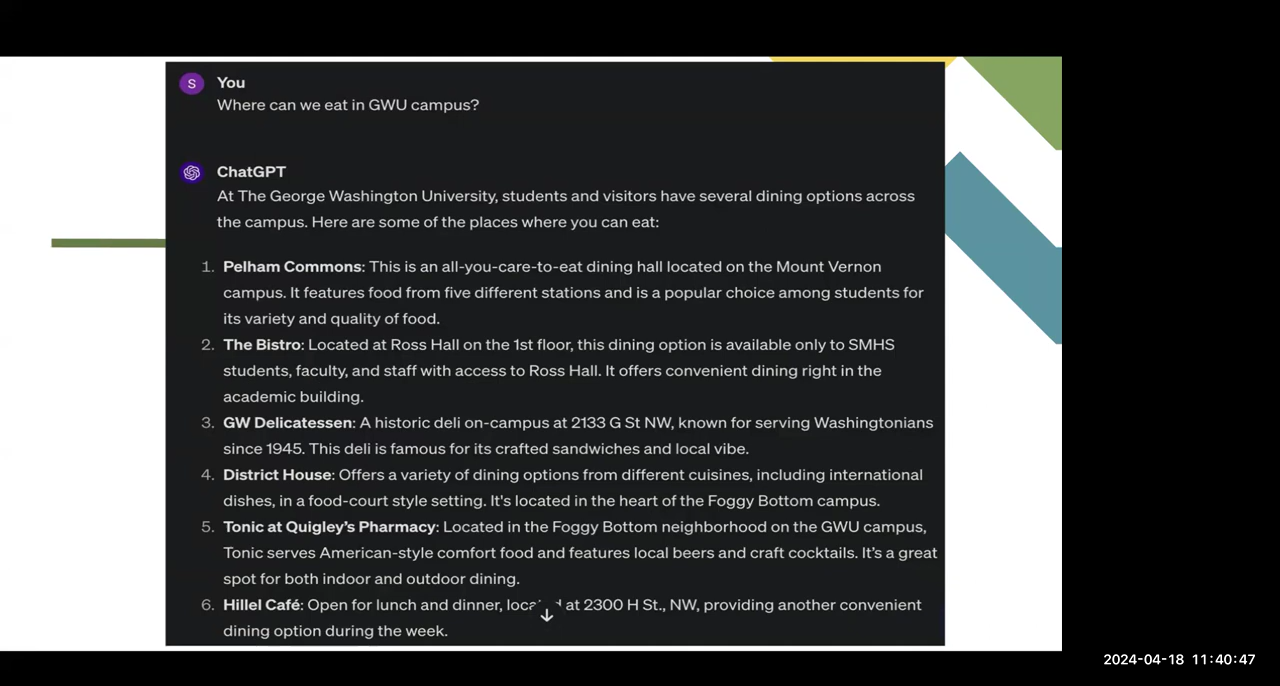 S
You
Where can we eat in GWU campus?
ChatGPT
At The George Washington University, students and visitors have several dining options across
the campus. Here are some of the places where you can eat:
1. Pelham Commons: This is an all-you-care-to-eat dining hall located on the Mount Vernon
campus. It features food from five different stations and is a popular choice among students for
its variety and quality of food.
2. The Bistro: Located at Ross Hall on the 1st floor, this dining option is available only to SMHS
students, faculty, and staff with access to Ross Hall. It offers convenient dining right in the
academic building.
3. GW Delicatessen: A historic deli on-campus at 2133 G St NW, known for serving Washingtonians
since 1945. This deli is famous for its crafted sandwiches and local vibe.
4. District House: Offers a variety of dining options from different cuisines, including international
dishes, in a food-court style setting. It's located in the heart of the Foggy Bottom campus.
5. Tonic at Quigley's Pharmacy: Located in the Foggy Bottom neighborhood on the GWU campus,
Tonic serves American-style comfort food and features local beers and craft cocktails. It's a great
spot for both indoor and outdoor dining.
6. Hillel Café: Open for lunch and dinner, located at 2300 H St., NW, providing another convenient
dining option during the week.
2024-04-18 11:40:47